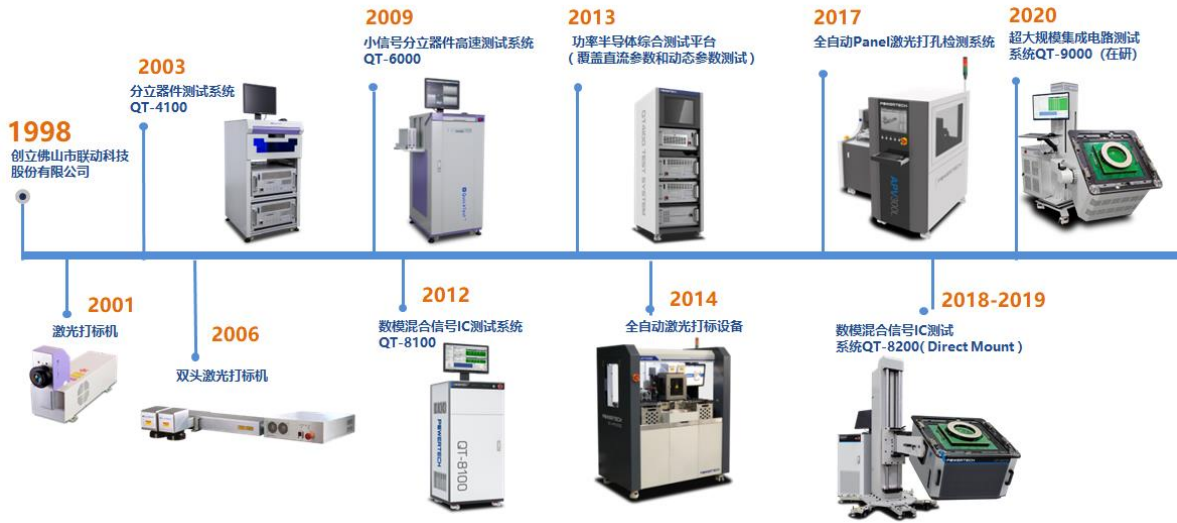 1998
创立佛山市联动科技
股份有限公司
2001
激光打标机
2003
分立器件测试系统
QT-4100
2006
双头激光打标机
2009
小信号分立器件高速测试系统
QT-6000
2012
数模混合信号IC测试系统
QT-8100
POWERTECH
QT-8100
2013
功率半导体综合测试平台
(覆盖直流参数和动态参数测试)
2014
全自动激光打标设备
POWERTECH
2017
全自动Panel激光打孔检测系统
POWERTECH
2018-2019
数模混合信号IC测试
系统QT-8200( Direct Mount )
POWERTECH
2020
超大规模集成电路测试
系统QT-9000（在研）